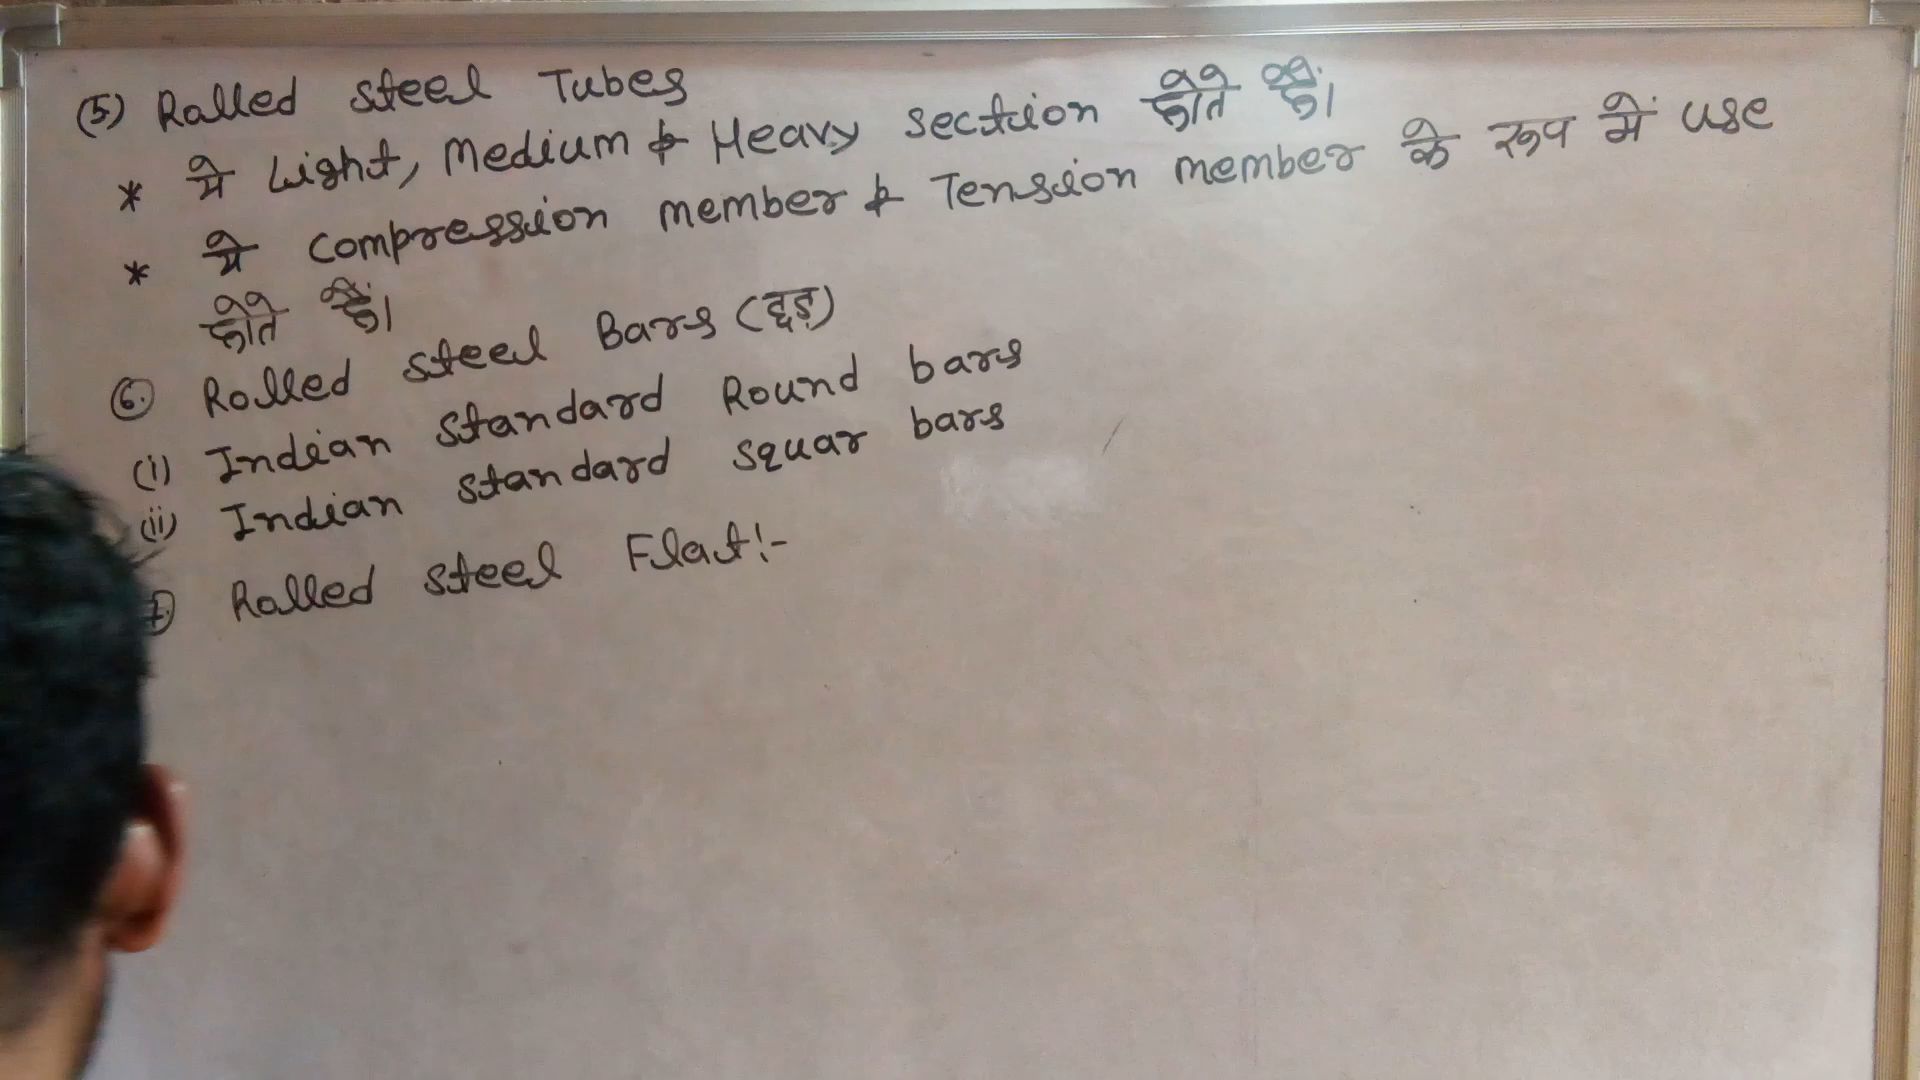 (5) Ralled steel Tubes
* ये Light, Medium & Heavy section होते हैं।
* ये compression member & Tension member के रूप में use
होते हैं।
6. Rolled steel Bars (छड़)
(i) Indian standard Round bars
(ii) Indian standard squar bars
7. Ralled steel Flat:-